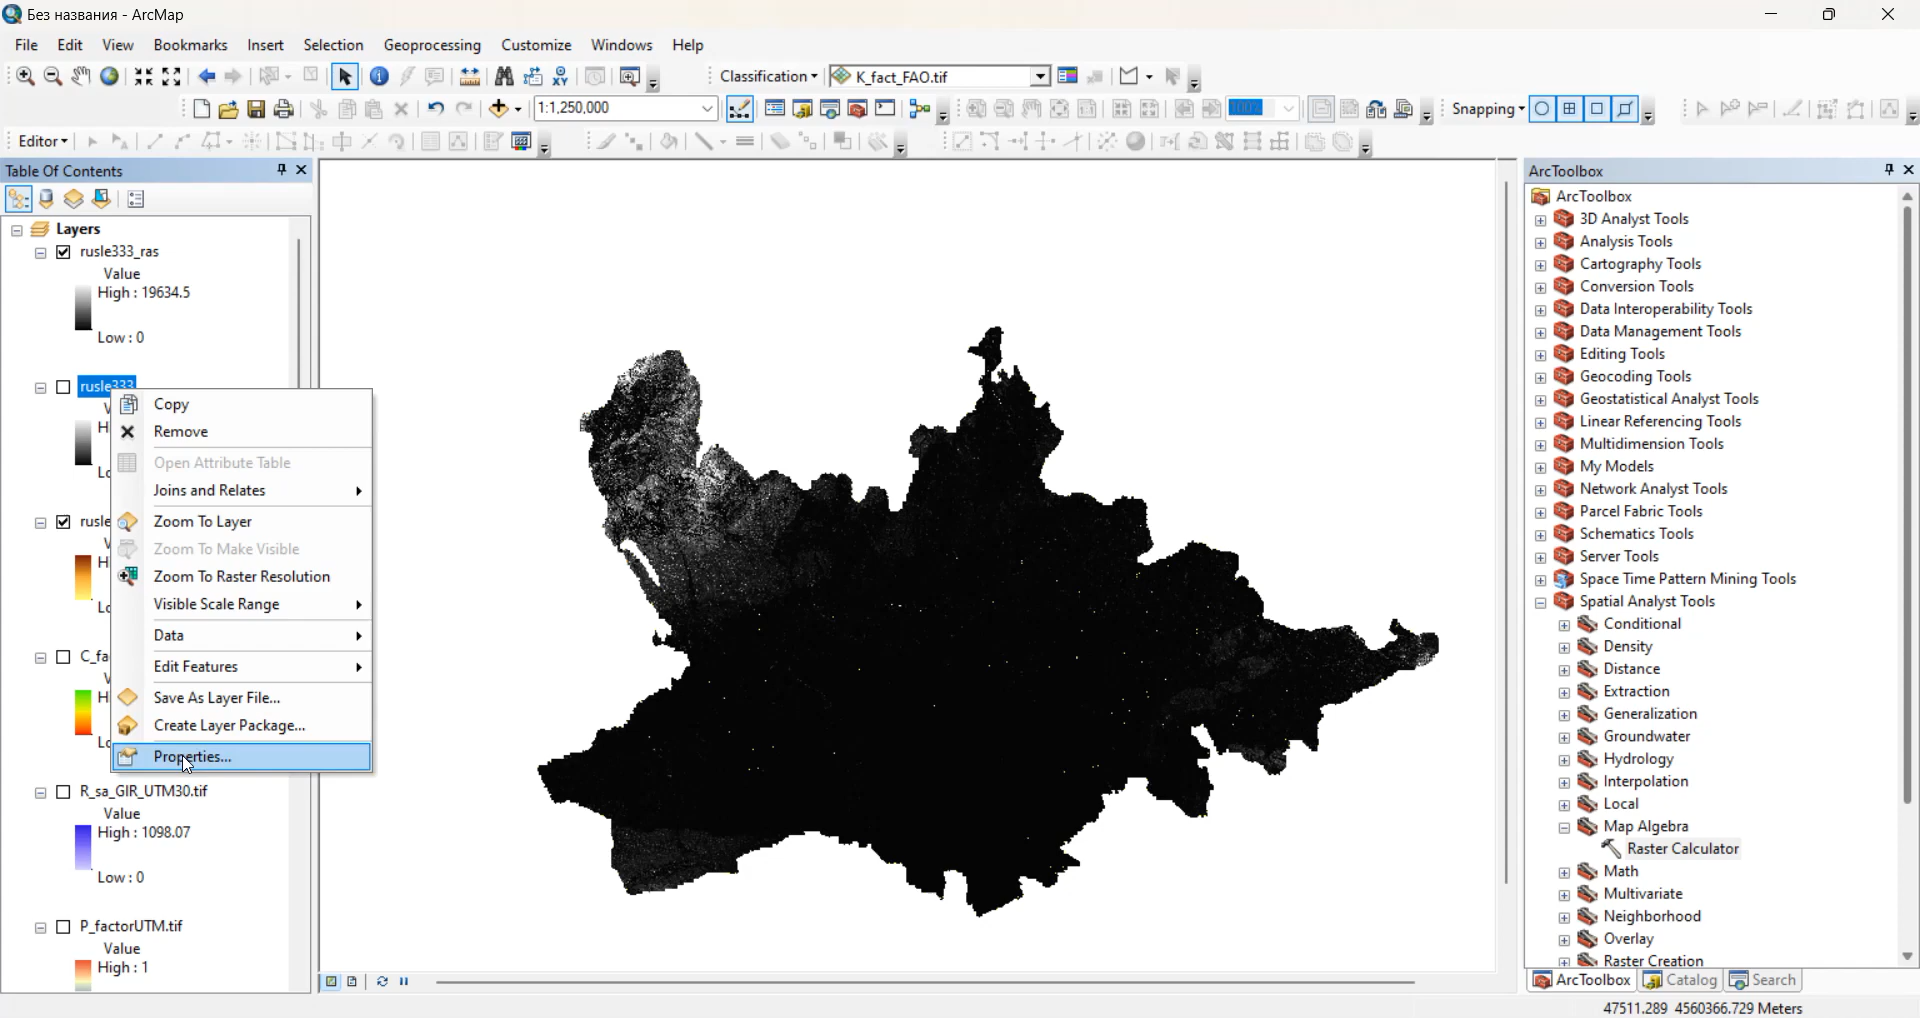 Без названия - ArcMap
File Edit View Bookmarks Insert Selection Geoprocessing Customize Windows Help
Classification K_fact_FAO.tif
1:1,250,000 100% Snapping
Editor
Table Of Contents
Layers
rusle333_ras
Value
High : 19634.5
Low : 0
rusle333
V
H
Lo
rusle
V
H
Lo
C_fa
V
H
Lo
R_sa_GIR_UTM30.tif
Value
High : 1098.07
Low : 0
P_factorUTM.tif
Value
High : 1
Copy
Remove
Open Attribute Table
Joins and Relates
Zoom To Layer
Zoom To Make Visible
Zoom To Raster Resolution
Visible Scale Range
Data
Edit Features
Save As Layer File...
Create Layer Package...
Properties...
ArcToolbox
ArcToolbox
3D Analyst Tools
Analysis Tools
Cartography Tools
Conversion Tools
Data Interoperability Tools
Data Management Tools
Editing Tools
Geocoding Tools
Geostatistical Analyst Tools
Linear Referencing Tools
Multidimension Tools
My Models
Network Analyst Tools
Parcel Fabric Tools
Schematics Tools
Server Tools
Space Time Pattern Mining Tools
Spatial Analyst Tools
Conditional
Density
Distance
Extraction
Generalization
Groundwater
Hydrology
Interpolation
Local
Map Algebra
Raster Calculator
Math
Multivariate
Neighborhood
Overlay
Raster Creation
ArcToolbox Catalog Search
47511.289 4560366.729 Meters